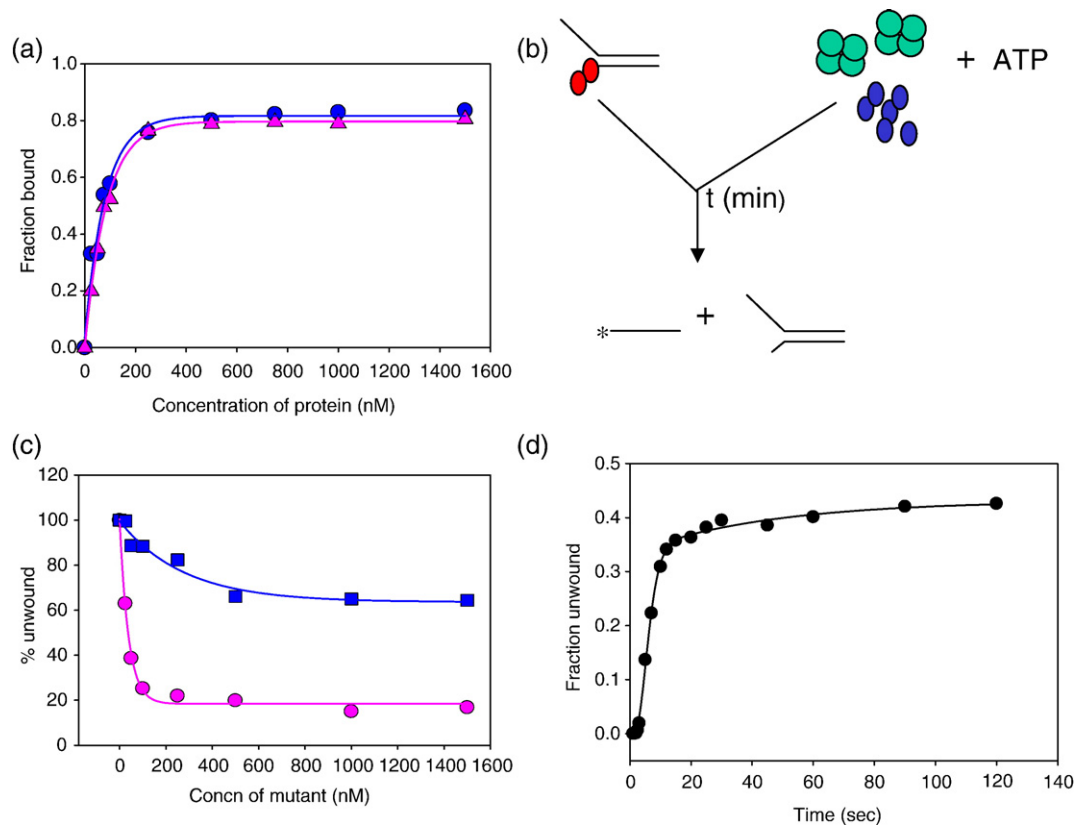 (a)
1.0
0.8
0.6
0.4
0.2
0.0
0 200 400 600 800 1000 1200 1400 1600
Fraction bound
Concentration of protein (nM)
(b)
+ ATP
t (min)
*
+
(c)
120
100
80
60
40
20
0
0 200 400 600 800 1000 1200 1400 1600
% unwound
Concn of mutant (nM)
(d)
0.5
0.4
0.3
0.2
0.1
0.0
0 20 40 60 80 100 120 140
Fraction unwound
Time (sec)